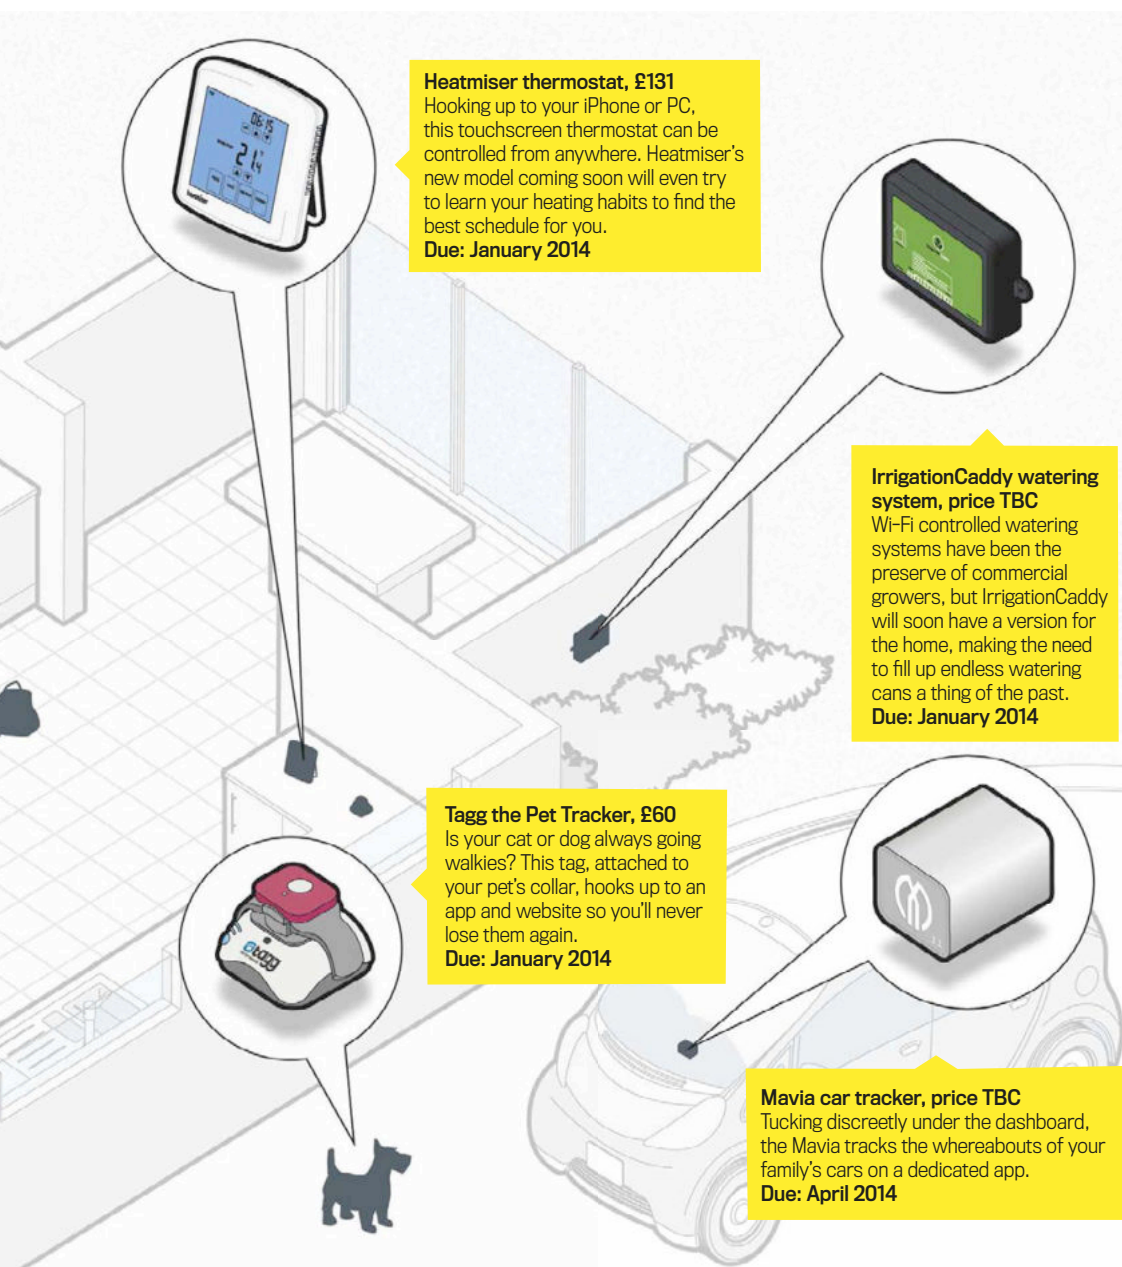 Heatmiser thermostat, £131
Hooking up to your iPhone or PC,
this touchscreen thermostat can be
controlled from anywhere. Heatmiser's
new model coming soon will even try
to learn your heating habits to find the
best schedule for you.
Due: January 2014
06:15
21.4
IrrigationCaddy watering
system, price TBC
Wi-Fi controlled watering
systems have been the
preserve of commercial
growers, but IrrigationCaddy
will soon have a version for
the home, making the need
to fill up endless watering
cans a thing of the past.
Due: January 2014
Tagg the Pet Tracker, £60
Is your cat or dog always going
walkies? This tag, attached to
your pet's collar, hooks up to an
app and website so you'll never
lose them again.
Due: January 2014
tagg
Mavia car tracker, price TBC
Tucking discreetly under the dashboard,
the Mavia tracks the whereabouts of your
family's cars on a dedicated app.
Due: April 2014